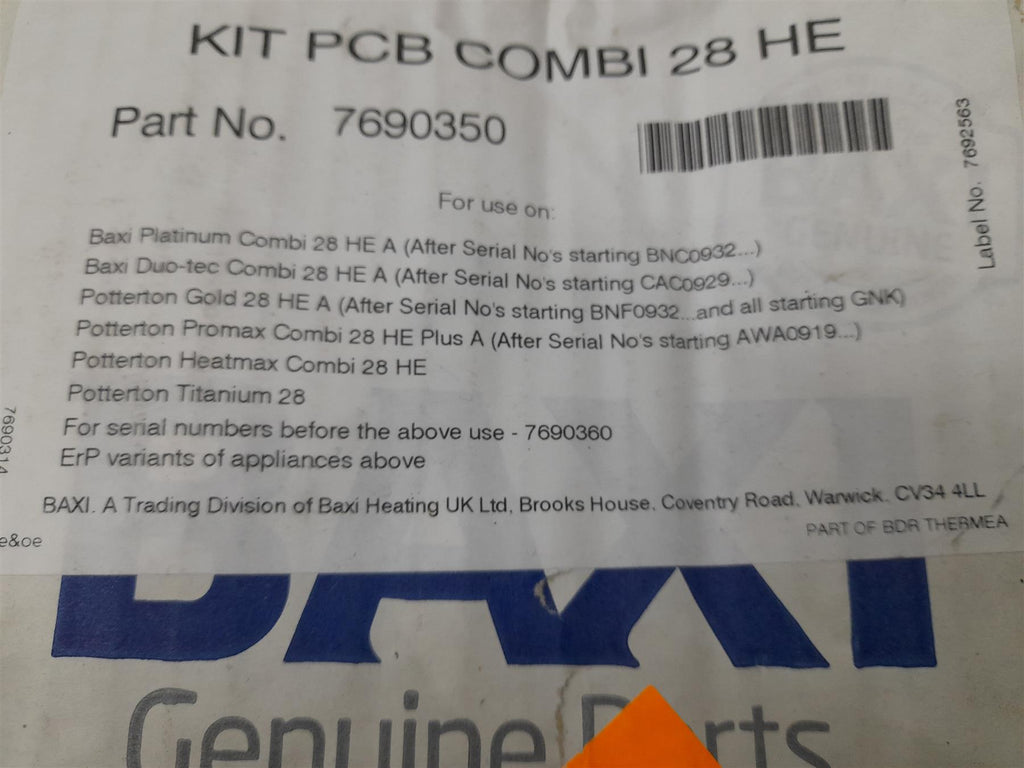 KIT PCB COMBI 28 HE
Part No. 7690350
Label No. 7692563
For use on:
Baxi Platinum Combi 28 HE A (After Serial No's starting BNC0932...)
Baxi Duo-tec Combi 28 HE A (After Serial No's starting CAC0929...)
Potterton Gold 28 HE A (After Serial No's starting BNF0932...and all starting GNK)
Potterton Promax Combi 28 HE Plus A (After Serial No's starting AWA0919...)
Potterton Heatmax Combi 28 HE
Potterton Titanium 28
For serial numbers before the above use - 7690360
ErP variants of appliances above
7690314
BAXI. A Trading Division of Baxi Heating UK Ltd, Brooks House, Coventry Road, Warwick. CV34 4LL
PART OF BDR THERMEA
e&oe
BAXI
GENUINE
BAXI
Genuine Parts